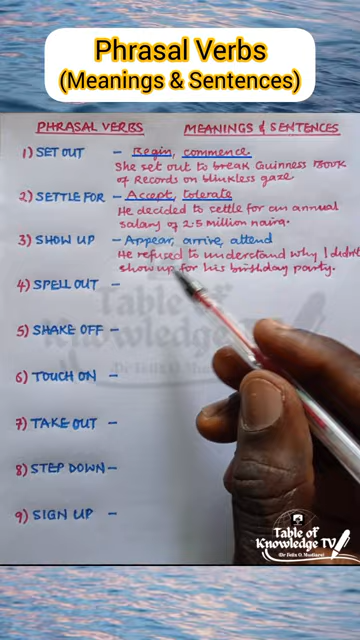 Phrasal Verbs
(Meanings & Sentences)
PHRASAL VERBS MEANINGS & SENTENCES
1) SET OUT - Begin, commence
She set out to break Guinness Book
of Records on blinkless gaze.
2) SETTLE FOR - Accept, tolerate
He decided to settle for an annual
salary of 2.5 million naira.
3) SHOW UP - Appear, arrive, attend
He refused to understand why I didn't
show up for his birthday party.
4) SPELL OUT -
5) SHAKE OFF -
6) TOUCH ON -
7) TAKE OUT -
8) STEP DOWN -
9) SIGN UP -
Table of
Knowledge TV
Table of
Knowledge TV